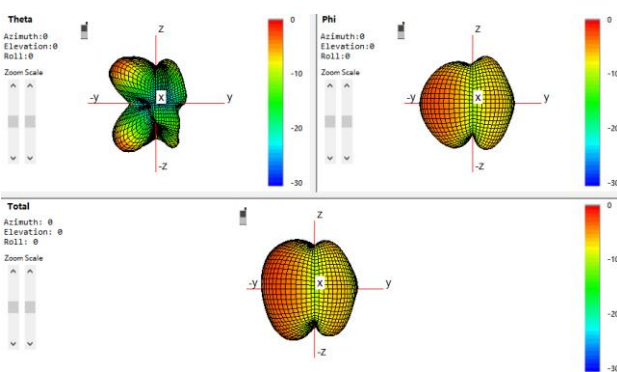 Theta
Azimuth:0
Elevation:0
Roll:0
Zoom Scale
Z
-y
X
y
-Z
0
-10
-20
-30
Phi
Azimuth:0
Elevation:0
Roll:0
Zoom Scale
Z
-y
X
y
-Z
0
-10
-20
-30
Total
Azimuth: 0
Elevation: 0
Roll: 0
Zoom Scale
Z
-y
X
y
-Z
0
-10
-20
-30